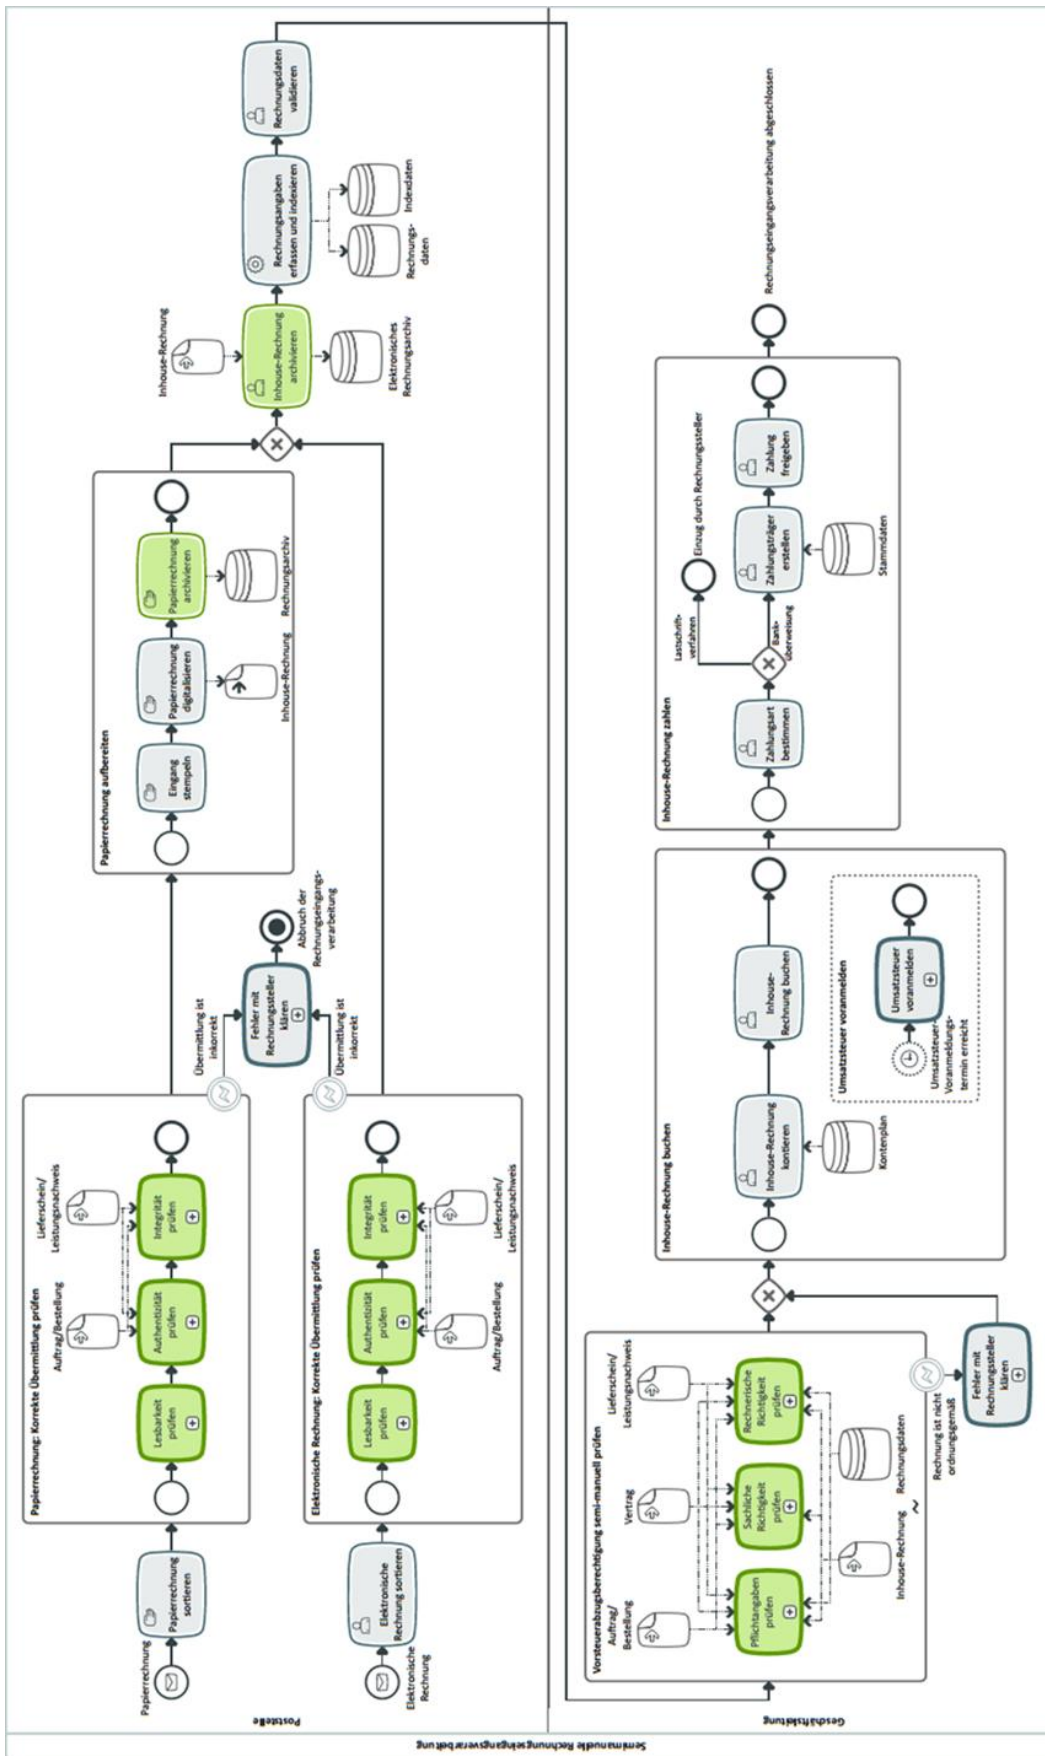 Semimanuelle Rechnungseingangsverarbeitung
Poststelle
Papierrechnung
Papierrechnung
sortieren
Papierrechnung: Korrekte Übermittlung prüfen
Lesbarkeit
prüfen
Auftrag/Bestellung
Authentizität
prüfen
Lieferschein/
Leistungsnachweis
Integrität
prüfen
Übermittlung ist
inkorrekt
Elektronische
Rechnung
Elektronische
Rechnung sortieren
Elektronische Rechnung: Korrekte Übermittlung prüfen
Lesbarkeit
prüfen
Authentizität
prüfen
Auftrag/Bestellung
Integrität
prüfen
Lieferschein/
Leistungsnachweis
Übermittlung ist
inkorrekt
Fehler mit
Rechnungssteller
klären
Abbruch der
Rechnungseingangs-
verarbeitung
Papierrechnung aufbereiten
Eingang
stempeln
Papierrechnung
digitalisieren
Inhouse-Rechnung
Papierrechnung
archivieren
Rechnungsarchiv
Inhouse-Rechnung
Inhouse-Rechnung
archivieren
Elektronisches
Rechnungsarchiv
Rechnungsangaben
erfassen und indexieren
Rechnungs-
daten
Indexdaten
Rechnungsdaten
validieren
Geschäftsleitung
Vorsteuerabzugsberechtigung semi-manuell prüfen
Auftrag/
Bestellung
Vertrag
Lieferschein/
Leistungsnachweis
Pflichtangaben
prüfen
Sachliche
Richtigkeit
prüfen
Rechnerische
Richtigkeit
prüfen
Inhouse-Rechnung
Rechnungsdaten
~
Rechnung ist nicht
ordnungsgemäß
Fehler mit
Rechnungssteller
klären
Inhouse-Rechnung buchen
Inhouse-Rechnung
kontieren
Kontenplan
Inhouse-
Rechnung buchen
Umsatzsteuer voranmelden
Umsatzsteuer-
Voranmeldungs-
termin erreicht
Umsatzsteuer
voranmelden
Inhouse-Rechnung zahlen
Zahlungsart
bestimmen
Lastschrift-
verfahren
Einzug durch Rechnungssteller
Bank-
überweisung
Zahlungsträger
erstellen
Stammdaten
Zahlung
freigeben
Rechnungseingangsverarbeitung abgeschlossen